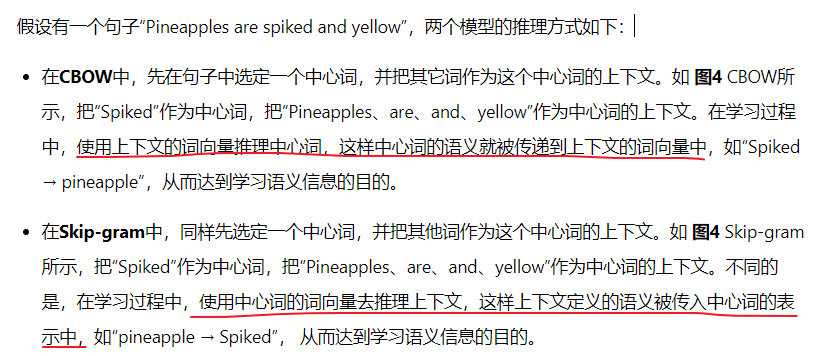 假设有一个句子“Pineapples are spiked and yellow”，两个模型的推理方式如下：
• 在CBOW中，先在句子中选定一个中心词，并把其它词作为这个中心词的上下文。如 图4 CBOW所
示，把“Spiked”作为中心词，把“Pineapples、are、and、yellow”作为中心词的上下文。在学习过程
中，使用上下文的词向量推理中心词，这样中心词的语义就被传递到上下文的词向量中，如“Spiked
→ pineapple”，从而达到学习语义信息的目的。
• 在Skip-gram中，同样先选定一个中心词，并把其他词作为这个中心词的上下文。如 图4 Skip-gram
所示，把“Spiked”作为中心词，把“Pineapples、are、and、yellow”作为中心词的上下文。不同的
是，在学习过程中，使用中心词的词向量去推理上下文，这样上下文定义的语义被传入中心词的表
示中，如“pineapple → Spiked”， 从而达到学习语义信息的目的。